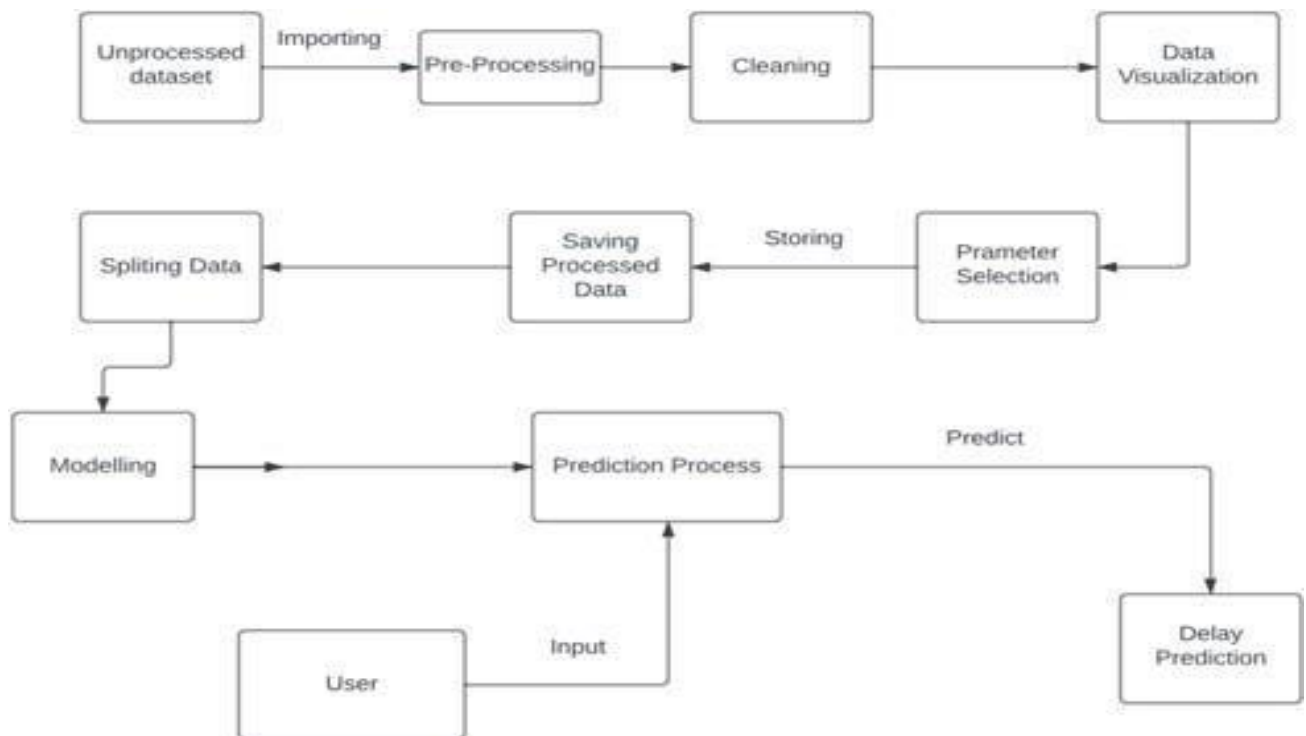 Unprocessed
dataset
Importing
Pre-Processing
Cleaning
Data
Visualization
Spliting Data
Saving
Processed
Data
Storing
Prameter
Selection
Modelling
Prediction Process
Predict
User
Input
Delay
Prediction